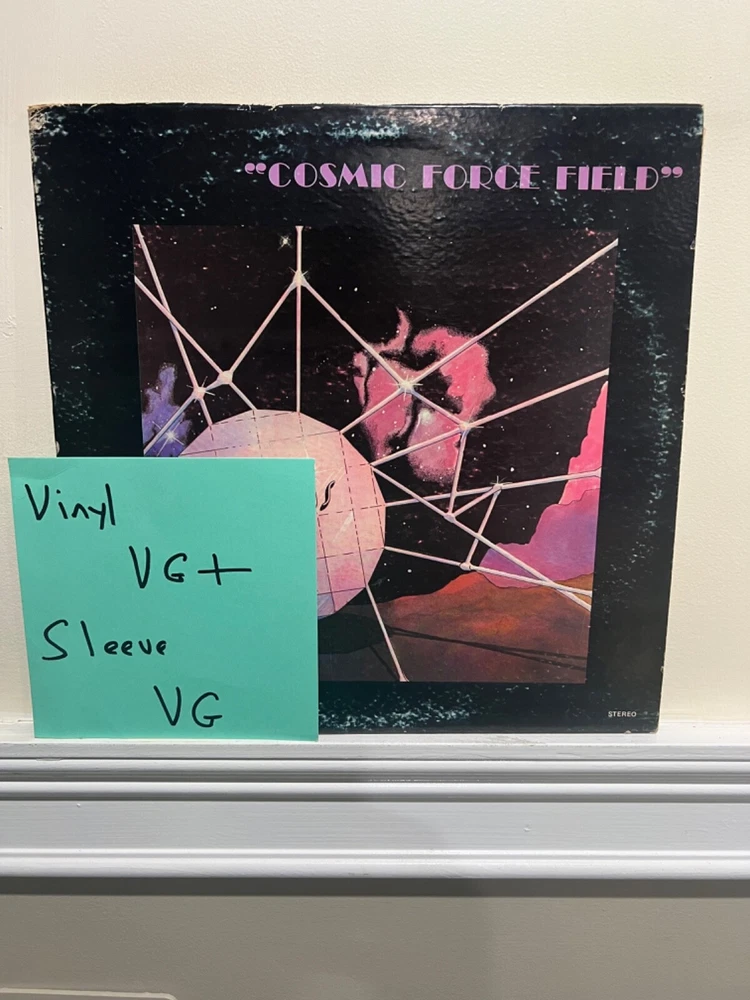 “COSMIC FORCE FIELD”
Vinyl
VG+
Sleeve
VG
STEREO